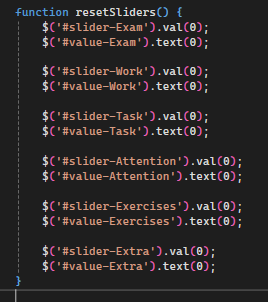 function resetSliders() {
$('#slider-Exam').val(0);
$('#value-Exam').text(0);
$('#slider-Work').val(0);
$('#value-Work').text(0);
$('#slider-Task').val(0);
$('#value-Task').text(0);
$('#slider-Attention').val(0);
$('#value-Attention').text(0);
$('#slider-Exercises').val(0);
$('#value-Exercises').text(0);
$('#slider-Extra').val(0);
$('#value-Extra').text(0);
}